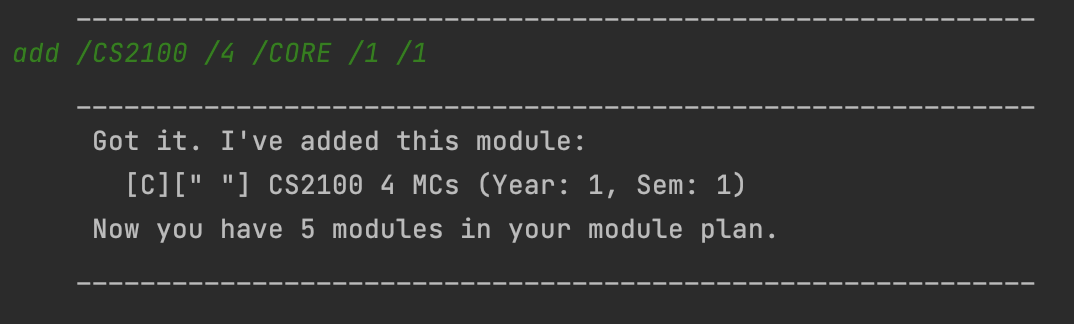 ____________________________________________________________
add /CS2100 /4 /CORE /1 /1
____________________________________________________________
Got it. I've added this module:
[C][" "] CS2100 4 MCs (Year: 1, Sem: 1)
Now you have 5 modules in your module plan.
____________________________________________________________